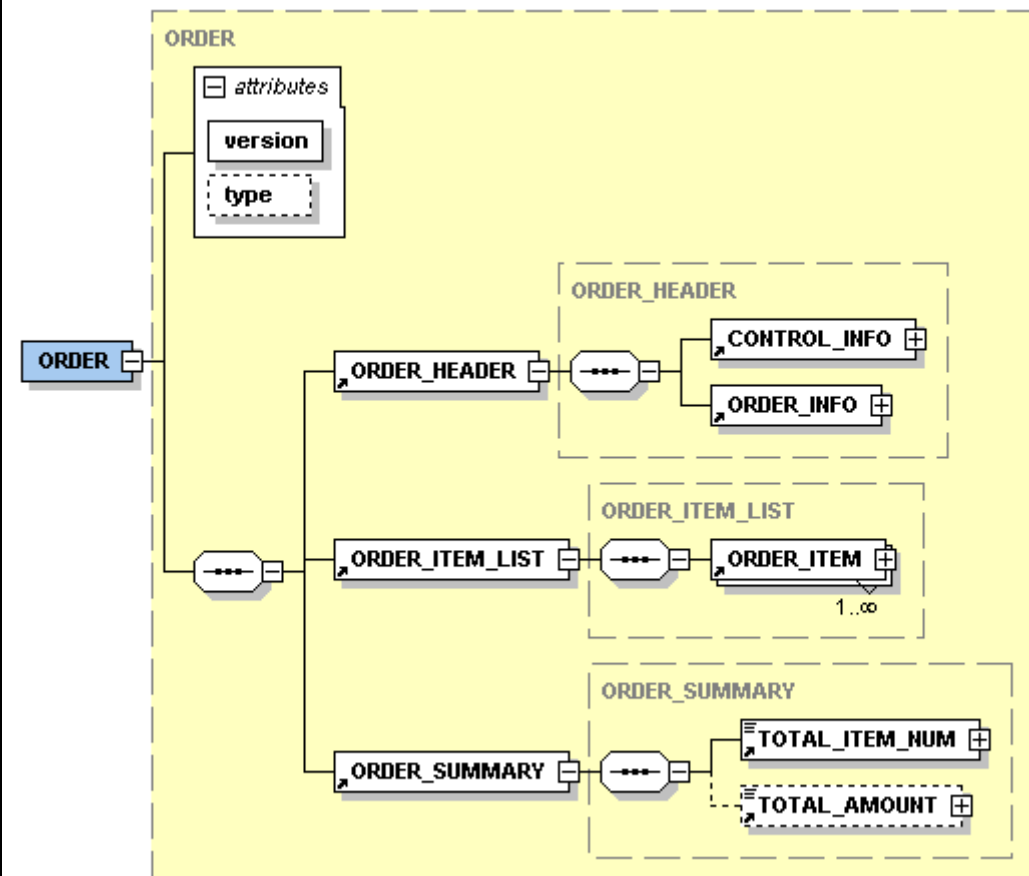 ORDER
attributes
version
type
ORDER_HEADER
CONTROL_INFO
ORDER
ORDER_HEADER
ORDER_INFO
ORDER_ITEM_LIST
ORDER_ITEM_LIST
ORDER_ITEM
1..∞
ORDER_SUMMARY
TOTAL_ITEM_NUM
ORDER_SUMMARY
TOTAL_AMOUNT